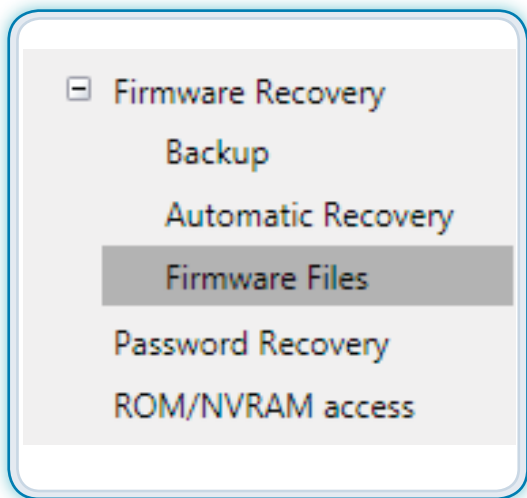 Firmware Recovery
Backup
Automatic Recovery
Firmware Files
Password Recovery
ROM/NVRAM access